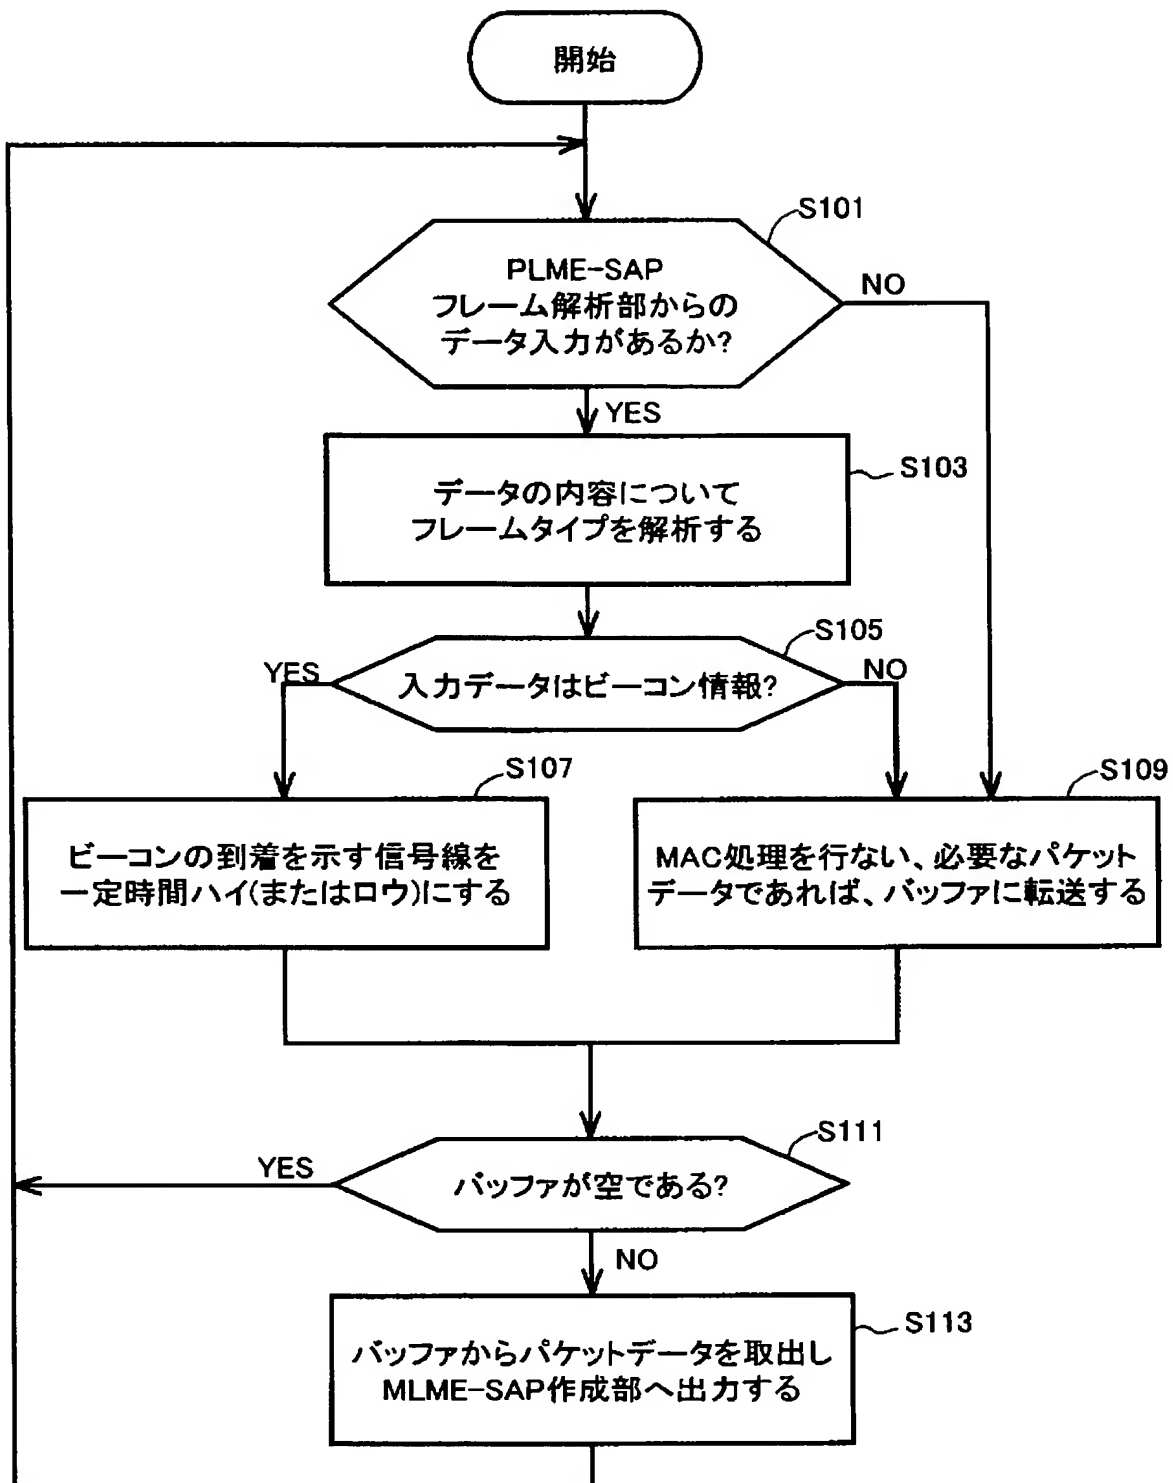 開始
S101
PLME-SAP
フレーム解析部からの
データ入力があるか?
NO
YES
S103
データの内容について
フレームタイプを解析する
S105
YES
入力データはビーコン情報?
NO
S107
ビーコンの到着を示す信号線を
一定時間ハイ(またはロウ)にする
S109
MAC処理を行ない、必要なパケット
データであれば、バッファに転送する
S111
YES
バッファが空である?
NO
S113
バッファからパケットデータを取出し
MLME-SAP作成部へ出力する